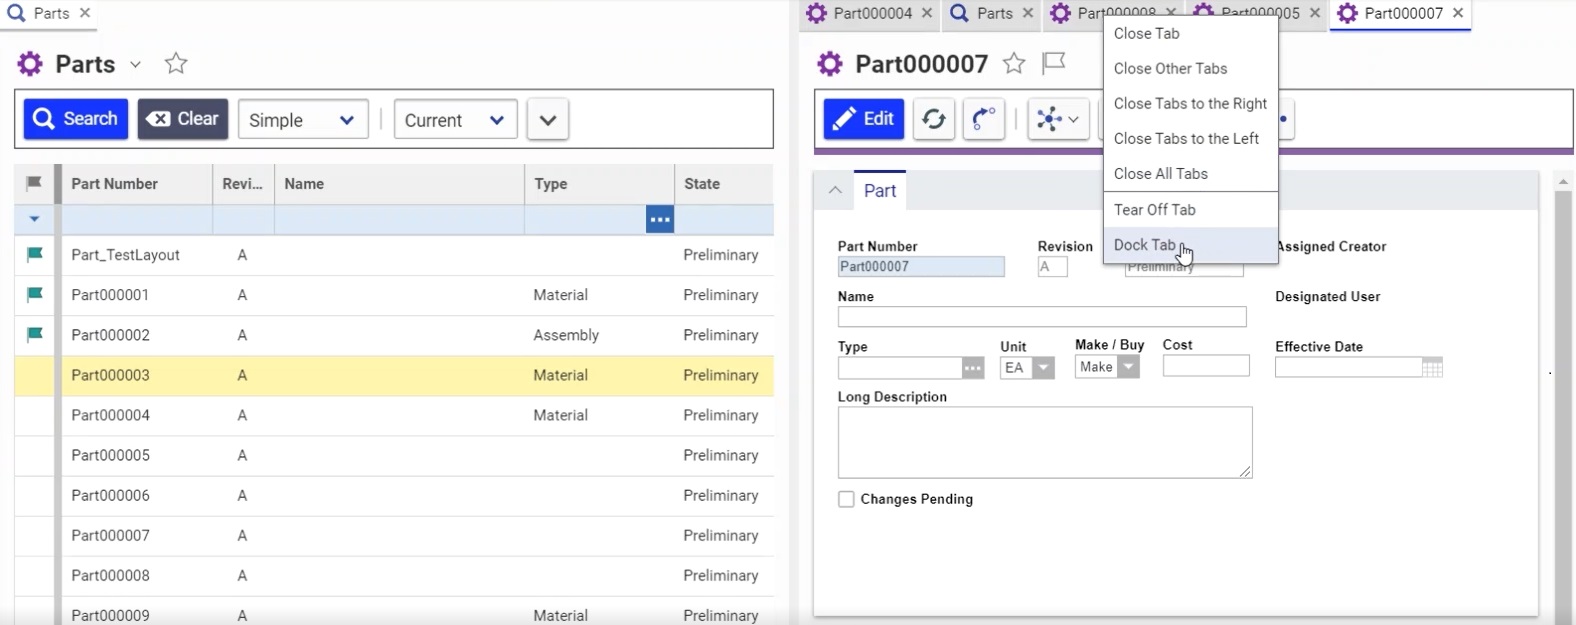 Parts
Part000004
Parts
Part000008
Part000005
Part000007
Parts
Search
Clear
Simple
Current
Part Number
Revi...
Name
Type
State
Part_TestLayout A Preliminary
Part000001 A Material Preliminary
Part000002 A Assembly Preliminary
Part000003 A Material Preliminary
Part000004 A Material Preliminary
Part000005 A Preliminary
Part000006 A Preliminary
Part000007 A Preliminary
Part000008 A Preliminary
Part000009 A Material Preliminary
Part000007
Edit
Close Tab
Close Other Tabs
Close Tabs to the Right
Close Tabs to the Left
Close All Tabs
Tear Off Tab
Dock Tab
Part
Part Number
Revision
Assigned Creator
Part000007
A
Preliminary
Name
Designated User
Type
Unit
Make / Buy
Cost
Effective Date
EA
Make
Long Description
Changes Pending